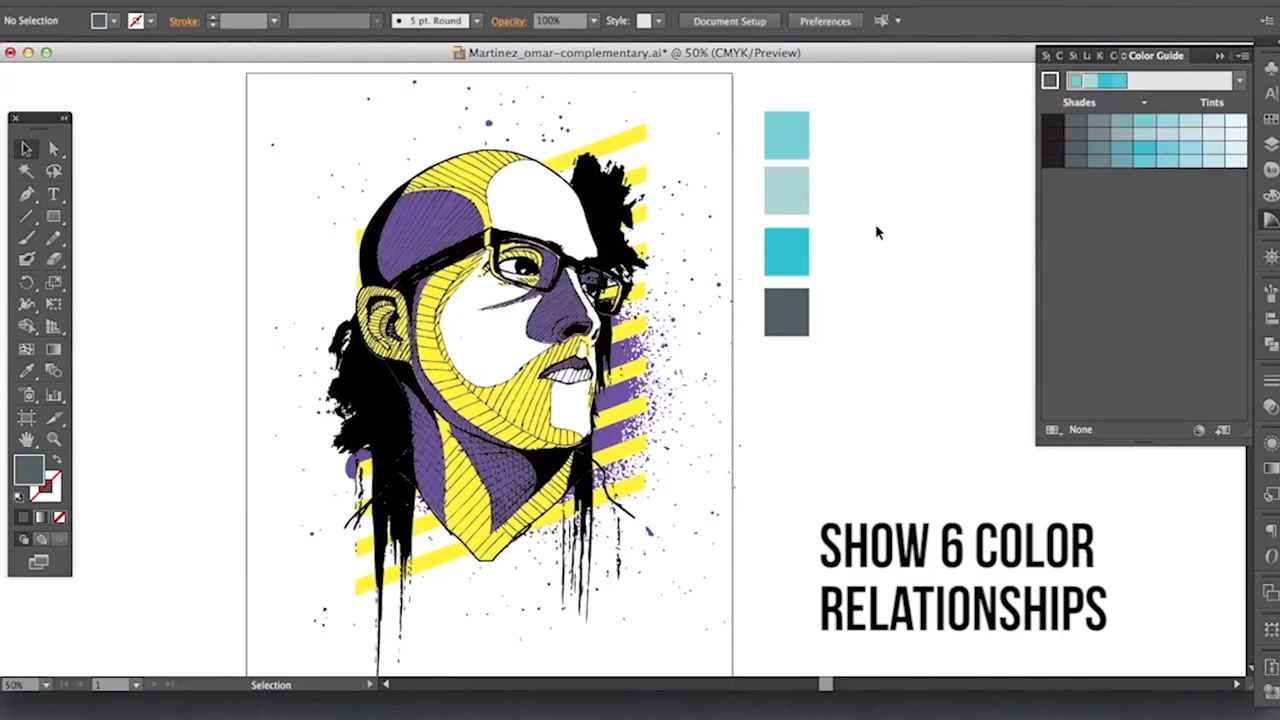 No Selection
Stroke:
5 pt. Round
Opacity: 100%
Style:
Document Setup
Preferences
Martinez_omar-complementary.ai* @ 50% (CMYK/Preview)
Color Guide
Shades
Tints
None
SHOW 6 COLOR
RELATIONSHIPS
50%
1
Selection